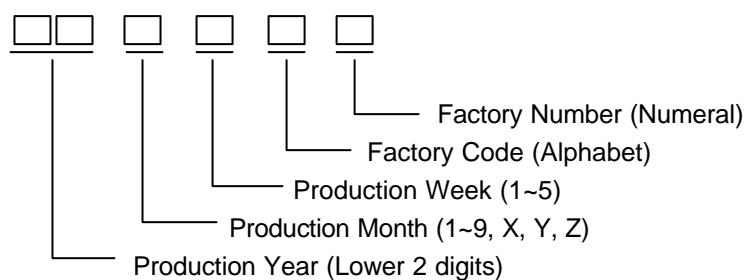 Factory Number (Numeral)
Factory Code (Alphabet)
Production Week (1~5)
Production Month (1~9, X, Y, Z)
Production Year (Lower 2 digits)